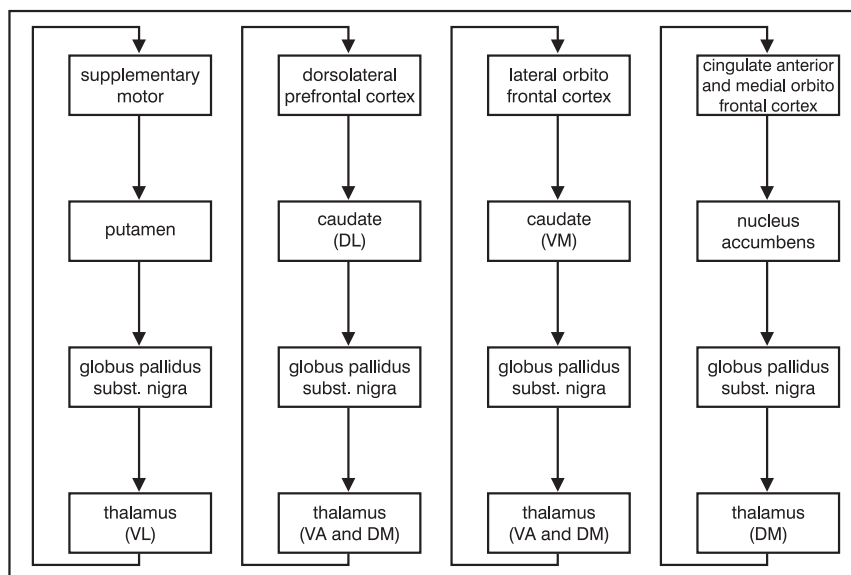 supplementary
motor
putamen
globus pallidus
subst. nigra
thalamus
(VL)
dorsolateral
prefrontal cortex
caudate
(DL)
globus pallidus
subst. nigra
thalamus
(VA and DM)
lateral orbito
frontal cortex
caudate
(VM)
globus pallidus
subst. nigra
thalamus
(VA and DM)
cingulate anterior
and medial orbito
frontal cortex
nucleus
accumbens
globus pallidus
subst. nigra
thalamus
(DM)